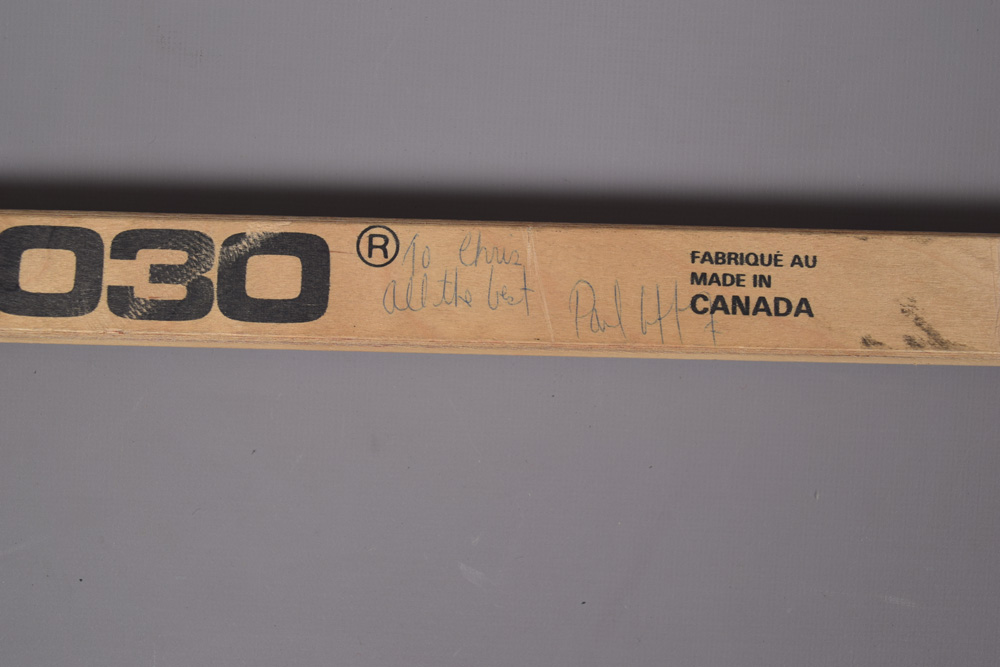 030 ®
To Chris
all the best
Paul
FABRIQUÉ AU
MADE IN
CANADA